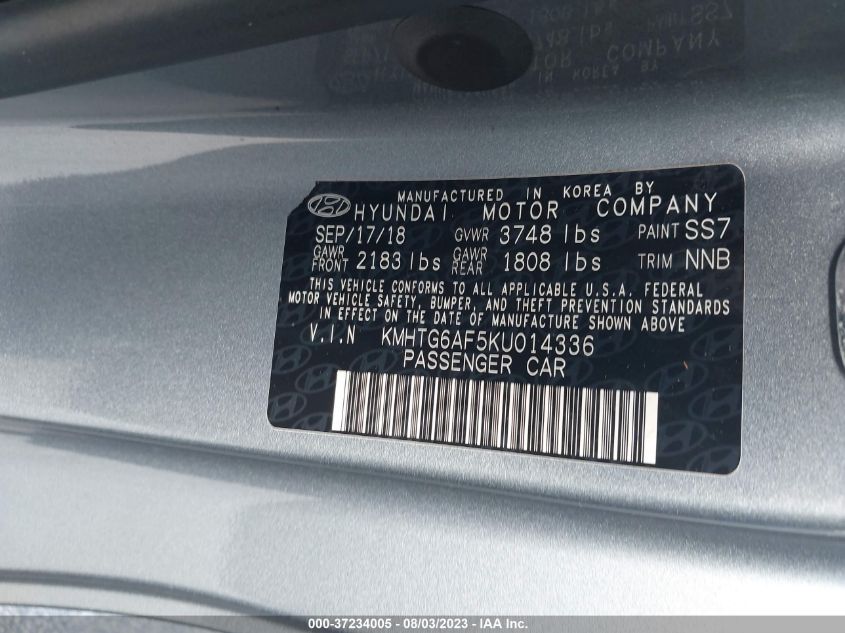 MANUFACTURED IN KOREA BY
HYUNDAI MOTOR COMPANY
SEP/17/18 GVWR 3748 lbs PAINT SS7
GAWR FRONT 2183 lbs GAWR REAR 1808 lbs TRIM NNB
THIS VEHICLE CONFORMS TO ALL APPLICABLE U.S.A. FEDERAL
MOTOR VEHICLE SAFETY, BUMPER, AND THEFT PREVENTION STANDARDS
IN EFFECT ON THE DATE OF MANUFACTURE SHOWN ABOVE
V.I.N KMHTG6AF5KU014336
PASSENGER CAR
000-37234005 - 08/03/2023 - IAA Inc.